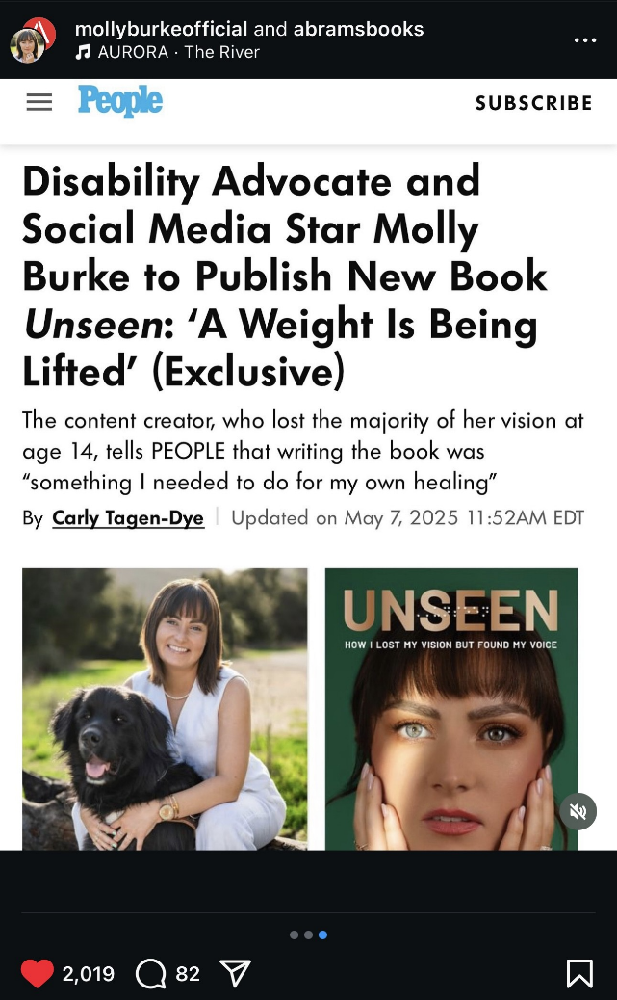 mollyburkeofficial and abramsbooks
AURORA · The River
People
SUBSCRIBE
Disability Advocate and
Social Media Star Molly
Burke to Publish New Book
Unseen: ‘A Weight Is Being
Lifted’ (Exclusive)
The content creator, who lost the majority of her vision at
age 14, tells PEOPLE that writing the book was
“something I needed to do for my own healing”
By Carly Tagen-Dye | Updated on May 7, 2025 11:52AM EDT
UNSEEN
HOW I LOST MY VISION BUT FOUND MY VOICE
2,019 82